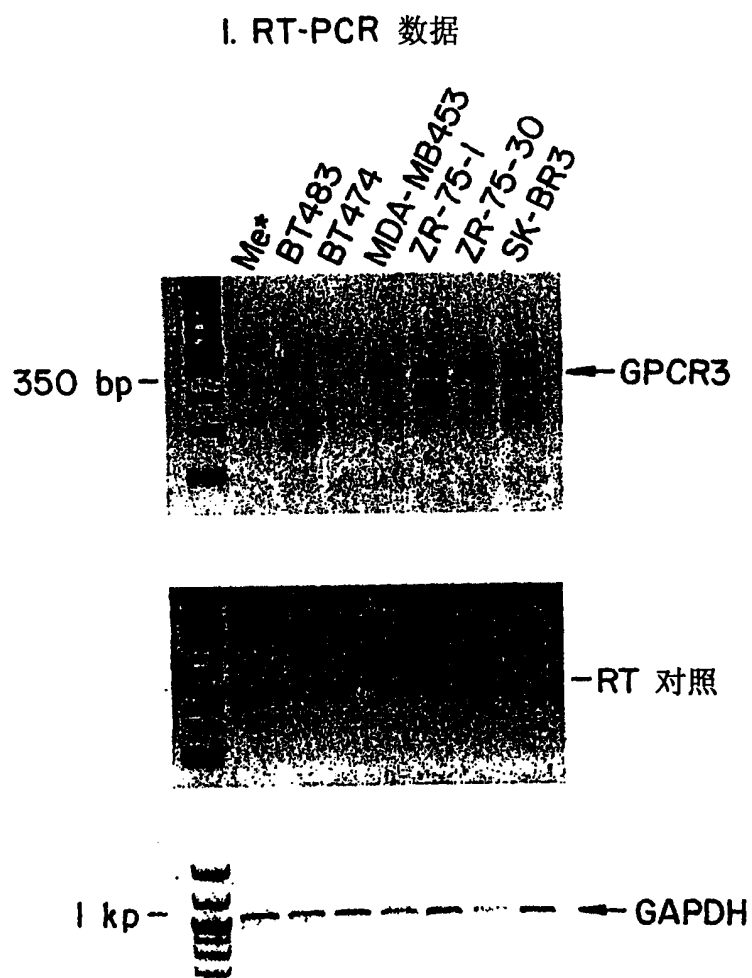 1. RT-PCR 数据
Me*
BT483
BT474
MDA-MB453
ZR-75-1
ZR-75-30
SK-BR3
350 bp
GPCR3
RT 对照
1 kp
GAPDH